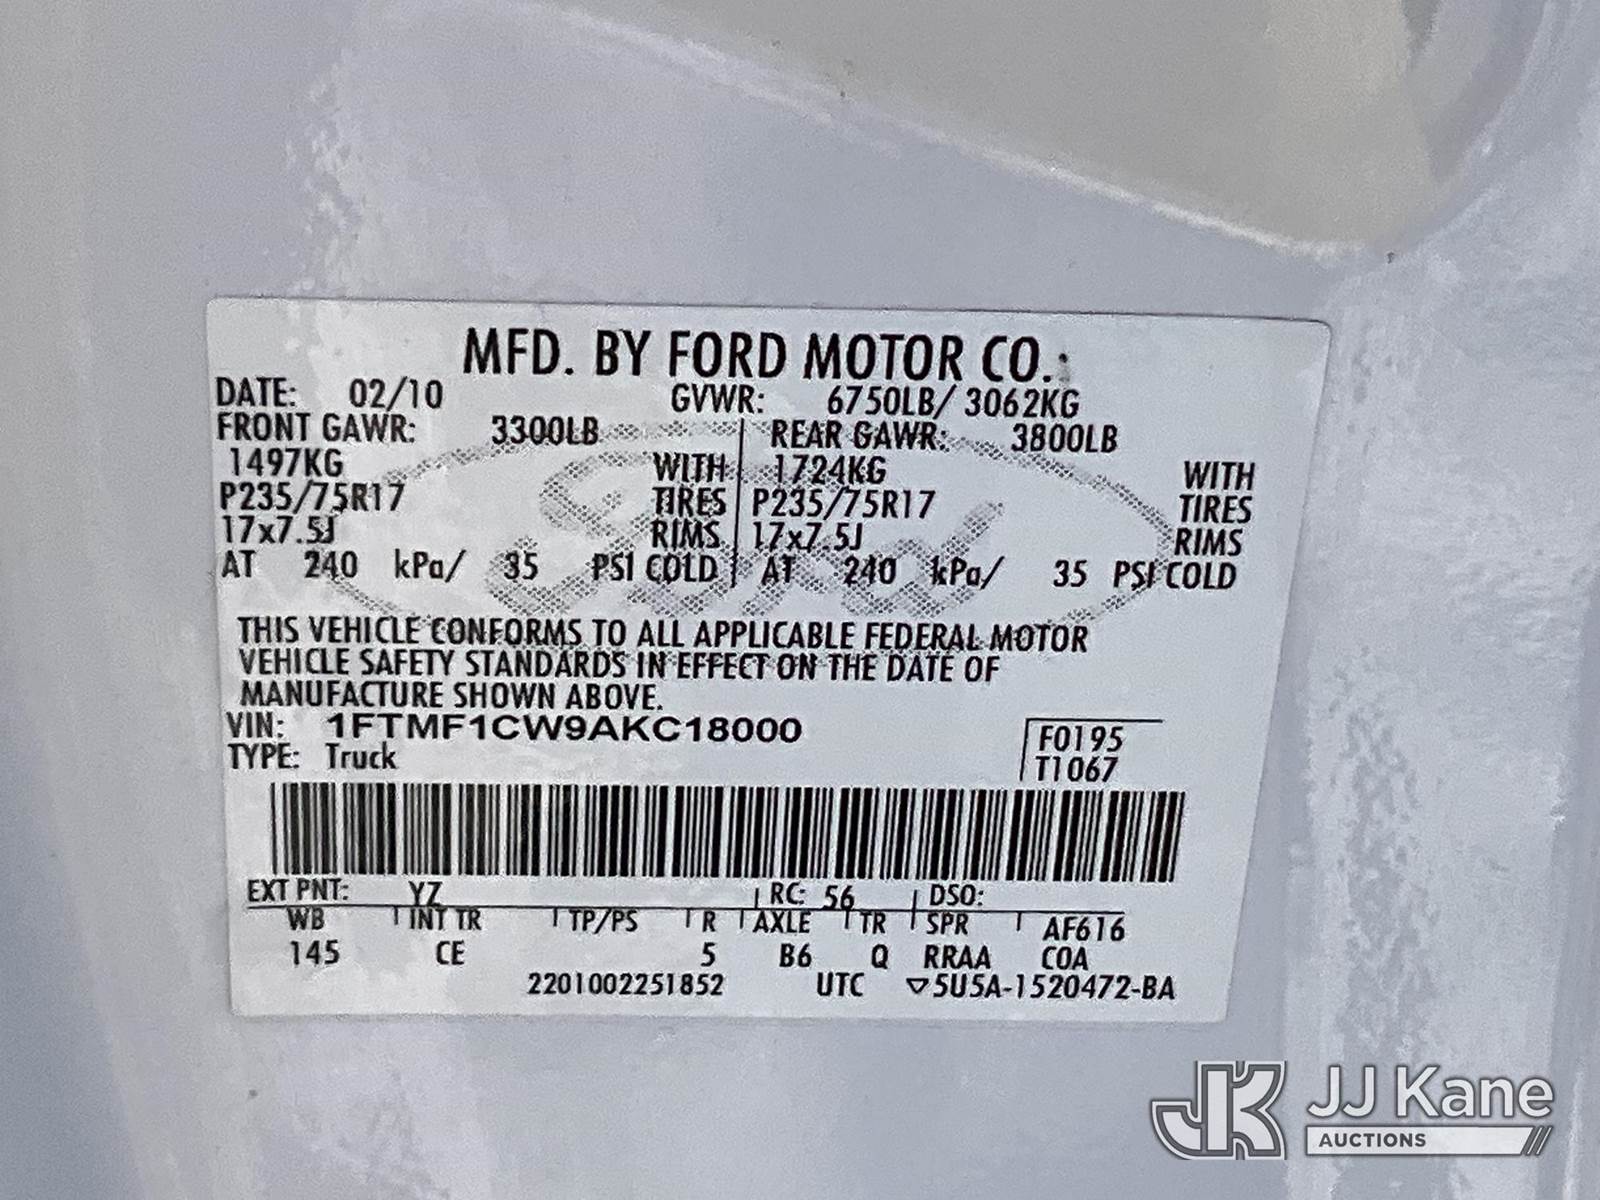 MFD. BY FORD MOTOR CO.
DATE: 02/10 GVWR: 6750LB/ 3062KG
FRONT GAWR: 3300LB REAR GAWR: 3800LB
1497KG WITH 1724KG WITH
P235/75R17 TIRES P235/75R17 TIRES
17x7.5J RIMS 17x7.5J RIMS
AT 240 kPa/ 35 PSI COLD AT 240 kPa/ 35 PSI COLD
Ford
THIS VEHICLE CONFORMS TO ALL APPLICABLE FEDERAL MOTOR
VEHICLE SAFETY STANDARDS IN EFFECT ON THE DATE OF
MANUFACTURE SHOWN ABOVE.
VIN: 1FTMF1CW9AKC18000
F0195
TYPE: Truck
T1067
EXT PNT: YZ RC: 56 DSO:
WB INT TR TP/PS R AXLE TR SPR AF616
145 CE 5 B6 Q RRAA COA
2201002251852 UTC ▽5U5A-1520472-BA
JK JJ Kane
AUCTIONS